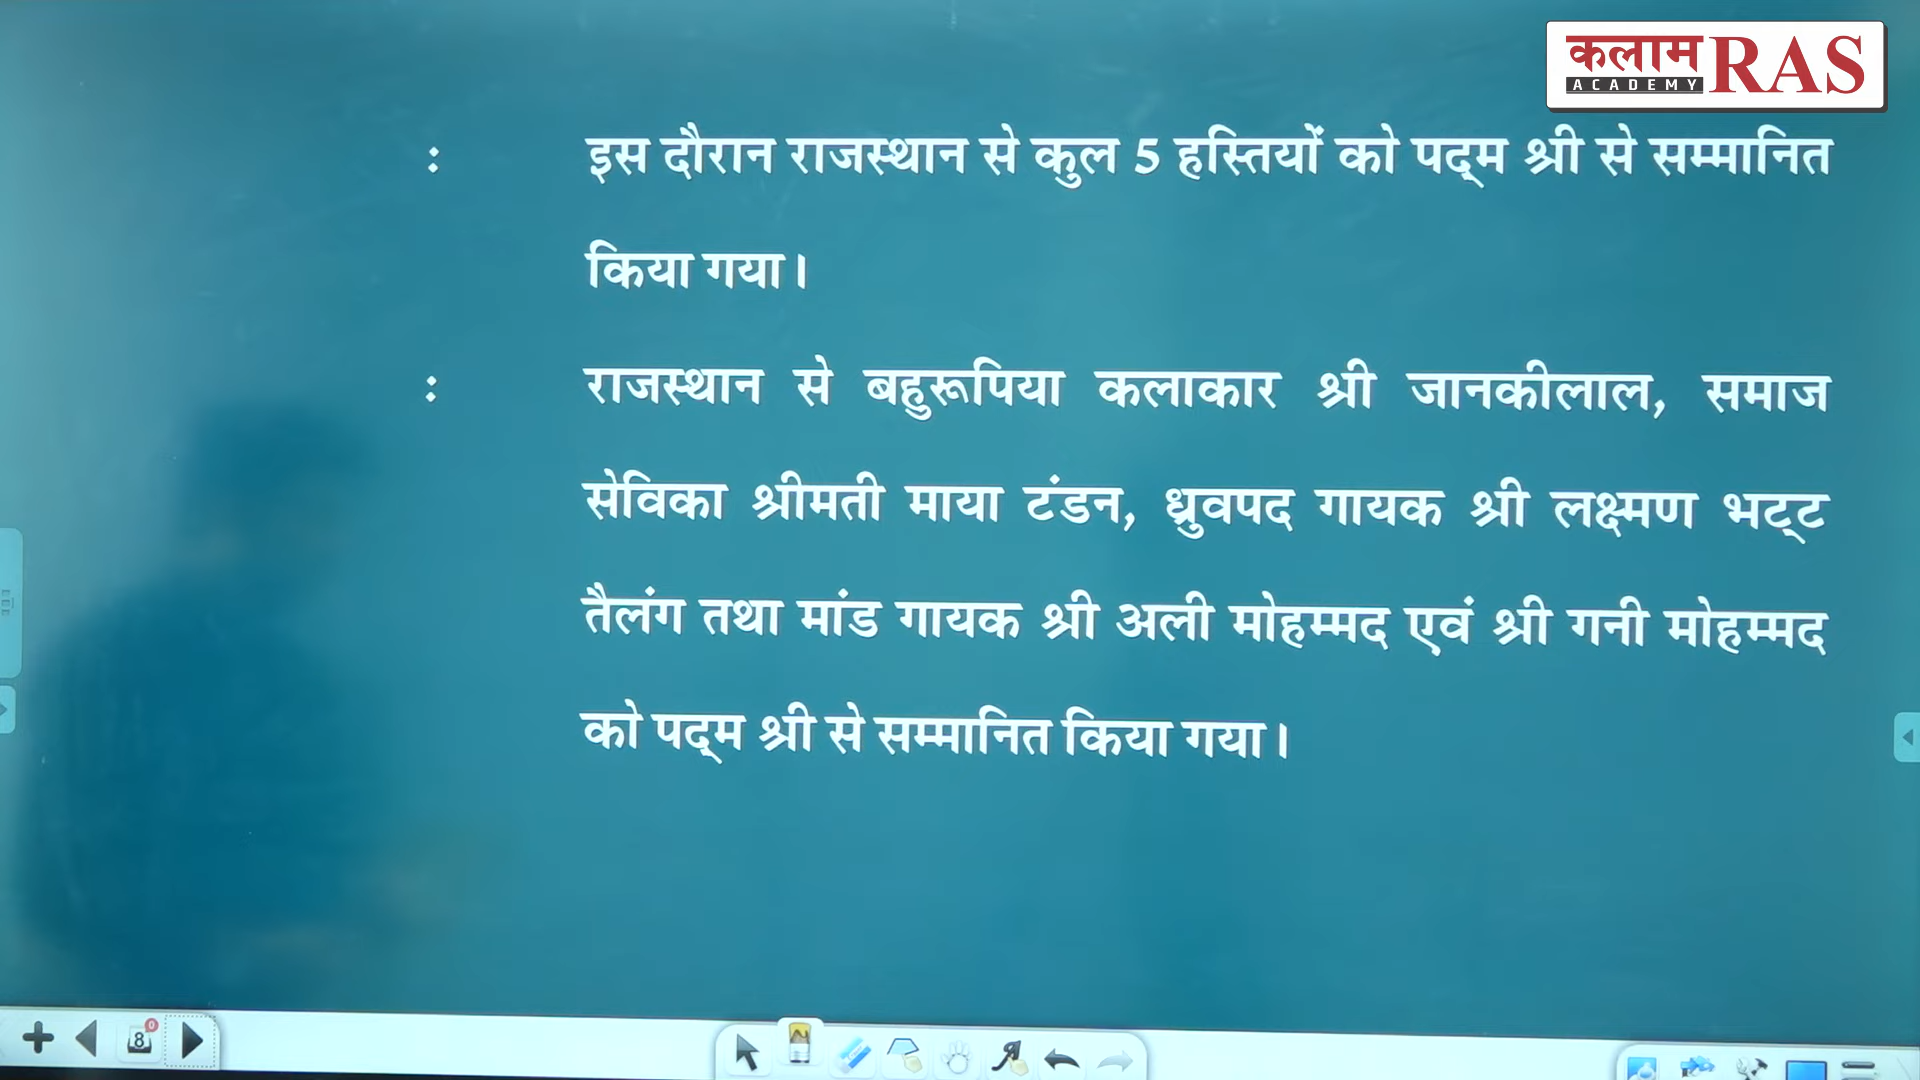 कलाम RAS
ACADEMY
: इस दौरान राजस्थान से कुल 5 हस्तियों को पद्म श्री से सम्मानित
किया गया।
: राजस्थान से बहुरूपिया कलाकार श्री जानकीलाल, समाज
सेविका श्रीमती माया टंडन, ध्रुवपद गायक श्री लक्ष्मण भट्ट
तैलंग तथा मांड गायक श्री अली मोहम्मद एवं श्री गनी मोहम्मद
को पद्म श्री से सम्मानित किया गया।
8
0